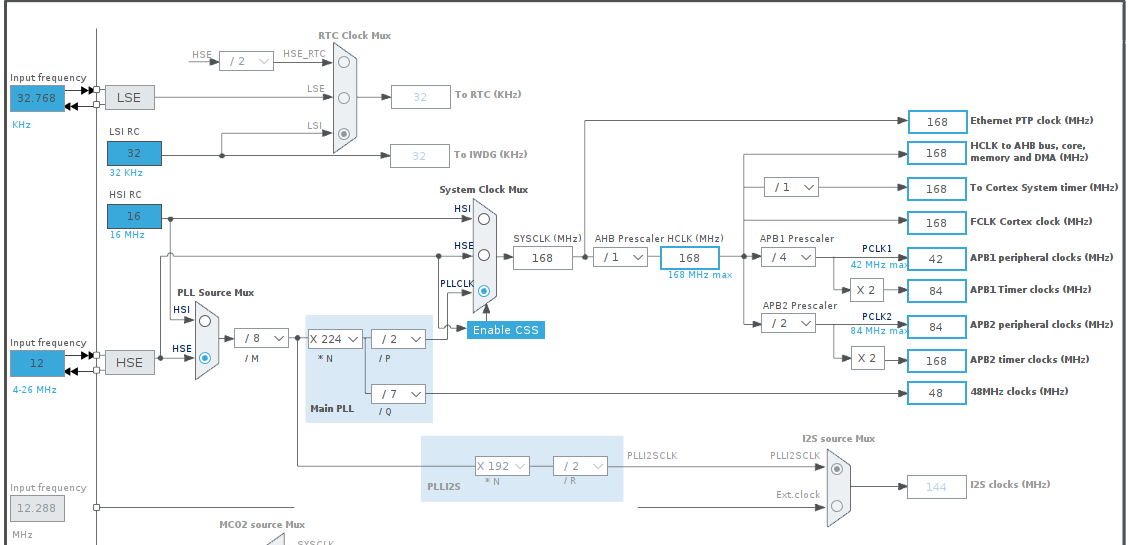 RTC Clock Mux
HSE
/ 2
HSE_RTC
Input frequency
32.768
LSE
LSE
32
To RTC (KHz)
KHz
LSI RC
LSI
32
32
To IWDG (KHz)
32 KHz
HSI RC
16
16 MHz
System Clock Mux
HSI
HSE
PLLCLK
Enable CSS
SYSCLK (MHz)
168
AHB Prescaler
/ 1
HCLK (MHz)
168
168 MHz max
168
Ethernet PTP clock (MHz)
168
HCLK to AHB bus, core,
memory and DMA (MHz)
/ 1
168
To Cortex System timer (MHz)
168
FCLK Cortex clock (MHz)
APB1 Prescaler
/ 4
PCLK1
42 MHz max
42
APB1 peripheral clocks (MHz)
X 2
84
APB1 Timer clocks (MHz)
APB2 Prescaler
/ 2
PCLK2
84 MHz max
84
APB2 peripheral clocks (MHz)
X 2
168
APB2 timer clocks (MHz)
48
48MHz clocks (MHz)
PLL Source Mux
HSI
HSE
Input frequency
12
HSE
4-26 MHz
/ 8
/ M
X 224
* N
/ 2
/ P
/ 7
/ Q
Main PLL
X 192
* N
/ 2
/ R
PLLI2S
PLLI2SCLK
I2S source Mux
PLLI2SCLK
Ext.clock
144
I2S clocks (MHz)
Input frequency
12.288
MHz
MCO2 source Mux
SYSCLK